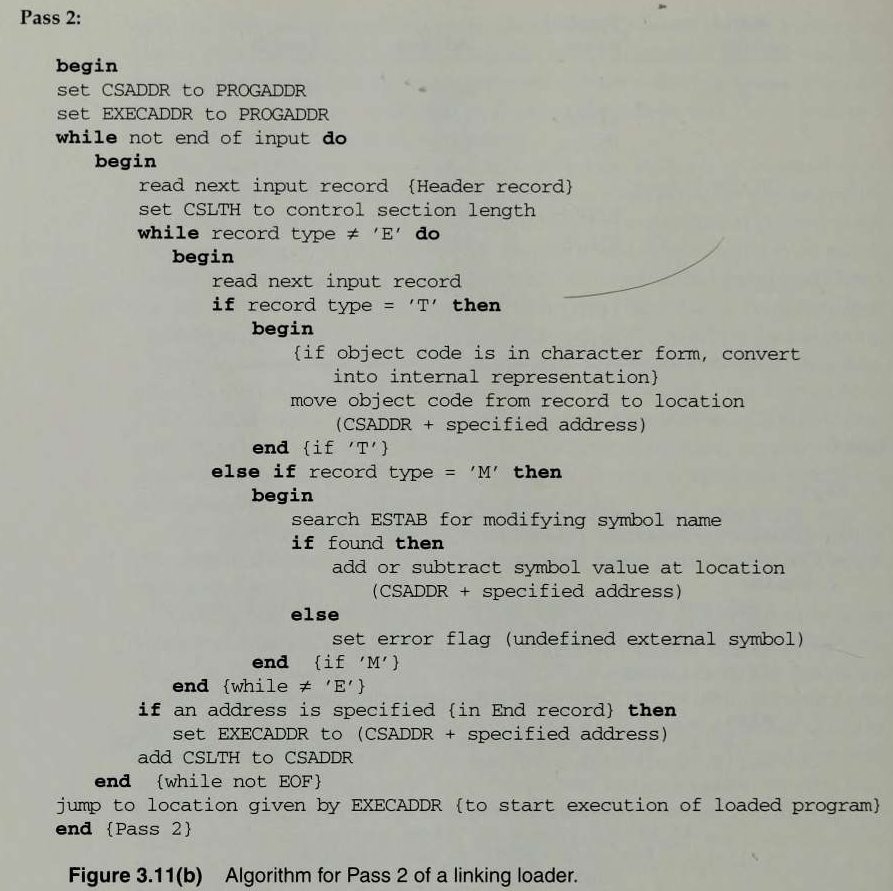 Pass 2:
begin
set CSADDR to PROGADDR
set EXECADDR to PROGADDR
while not end of input do
begin
read next input record {Header record}
set CSLTH to control section length
while record type ≠ 'E' do
begin
read next input record
if record type = 'T' then
begin
{if object code is in character form, convert
into internal representation}
move object code from record to location
(CSADDR + specified address)
end {if 'T'}
else if record type = 'M' then
begin
search ESTAB for modifying symbol name
if found then
add or subtract symbol value at location
(CSADDR + specified address)
else
set error flag (undefined external symbol)
end {if 'M'}
end {while ≠ 'E'}
if an address is specified {in End record} then
set EXECADDR to (CSADDR + specified address)
add CSLTH to CSADDR
end {while not EOF}
jump to location given by EXECADDR {to start execution of loaded program}
end {Pass 2}
Figure 3.11(b) Algorithm for Pass 2 of a linking loader.